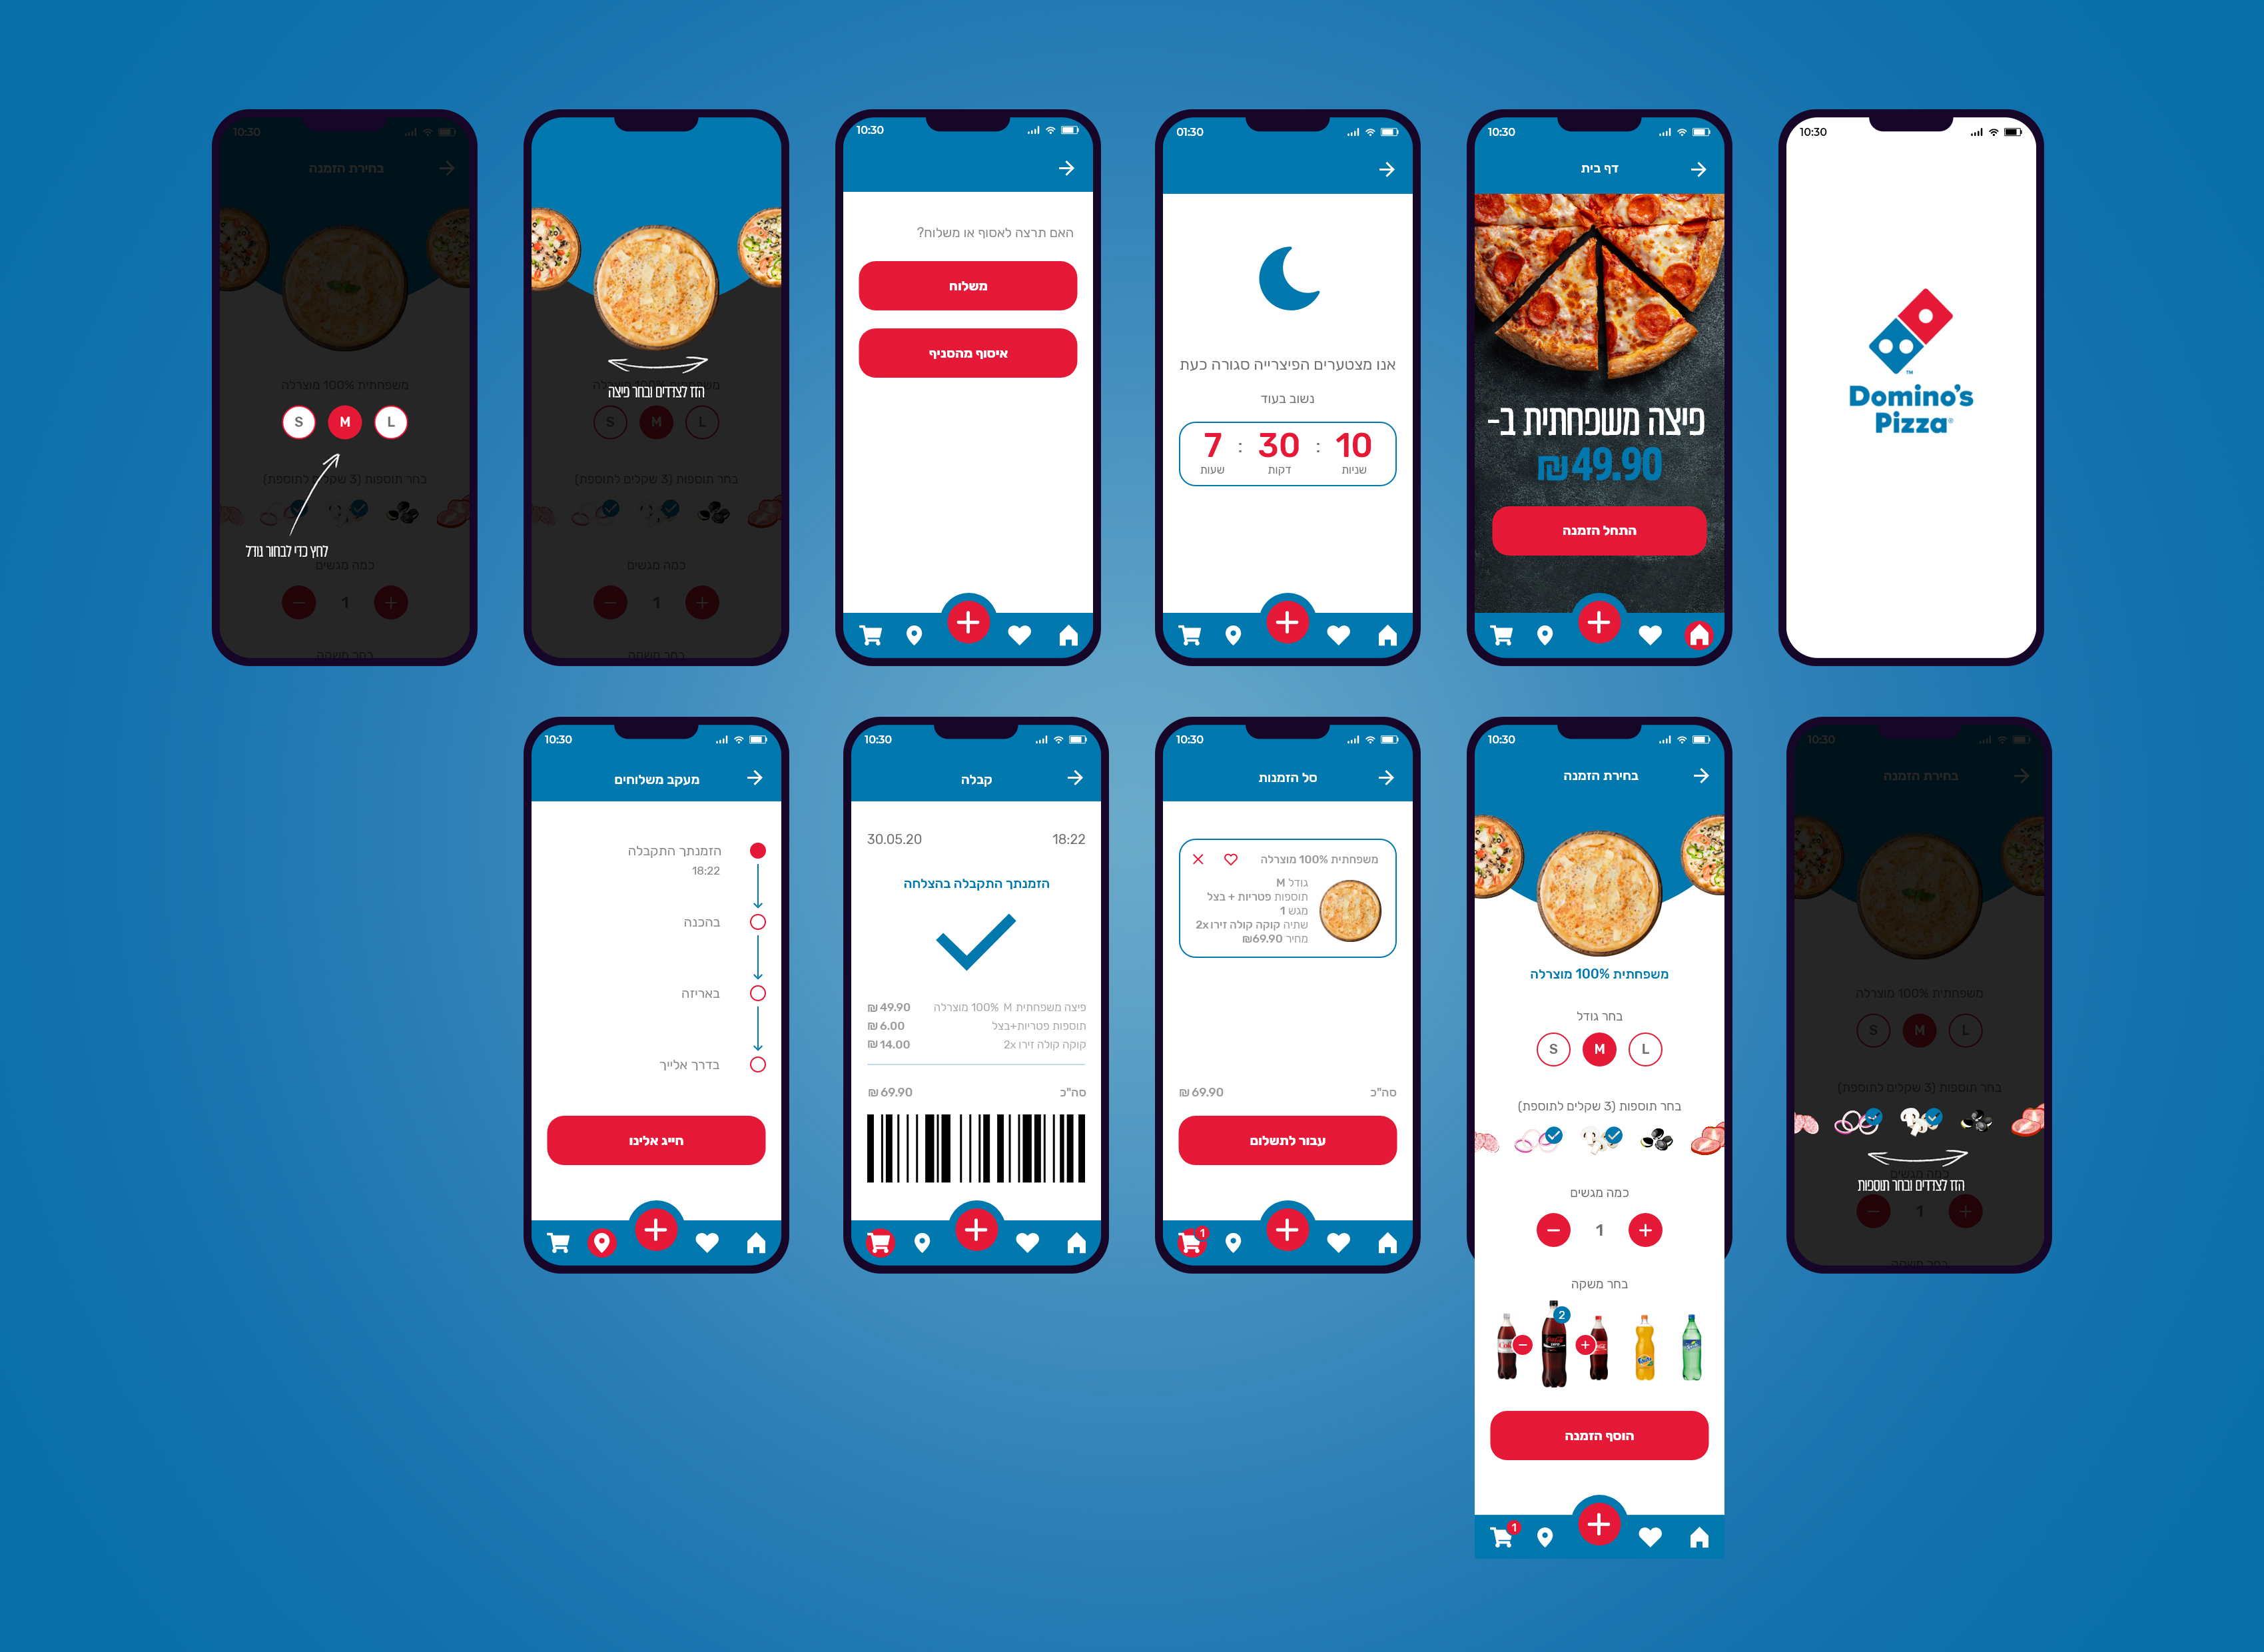 10:30
Domino's
Pizza
10:30
דף בית
פיצה משפחתית ב-
49.90₪
התחל הזמנה
01:30
אנו מצטערים הפיצרייה סגורה כעת
נשוב בעוד
7 : 30 : 10
שעות דקות שניות
10:30
האם תרצה לאסוף או משלוח?
משלוח
איסוף מהסניף
משפחתית 100% מוצרלה
הזז לצדדים ובחר פיצה
S M L
בחר תוספות (3 שקלים לתוספת)
כמה מגשים
1
בחר משקה
10:30
בחירת הזמנה
משפחתית 100% מוצרלה
S M L
בחר תוספות (3 שקלים לתוספת)
לחץ כדי לבחור גודל
כמה מגשים
1
בחר משקה
10:30
בחירת הזמנה
משפחתית 100% מוצרלה
S M L
בחר תוספות (3 שקלים לתוספת)
כמה מגשים
הזז לצדדים ובחר תוספות
1
בחר משקה
10:30
בחירת הזמנה
משפחתית 100% מוצרלה
בחר גודל
S M L
בחר תוספות (3 שקלים לתוספת)
כמה מגשים
1
בחר משקה
2
הוסף הזמנה
1
10:30
סל הזמנות
משפחתית 100% מוצרלה
גודל M
תוספות פטריות + בצל
מגש 1
שתיה קוקה קולה זירו 2x
מחיר 69.90₪
סה"כ 69.90 ₪
עבור לתשלום
1
10:30
קבלה
18:22 30.05.20
הזמנתך התקבלה בהצלחה
פיצה משפחתית M 100% מוצרלה 49.90 ₪
תוספות פטריות+בצל 6.00 ₪
קוקה קולה זירו 2x 14.00 ₪
סה"כ 69.90 ₪
10:30
מעקב משלוחים
הזמנתך התקבלה
18:22
בהכנה
באריזה
בדרך אלייך
חייג אלינו